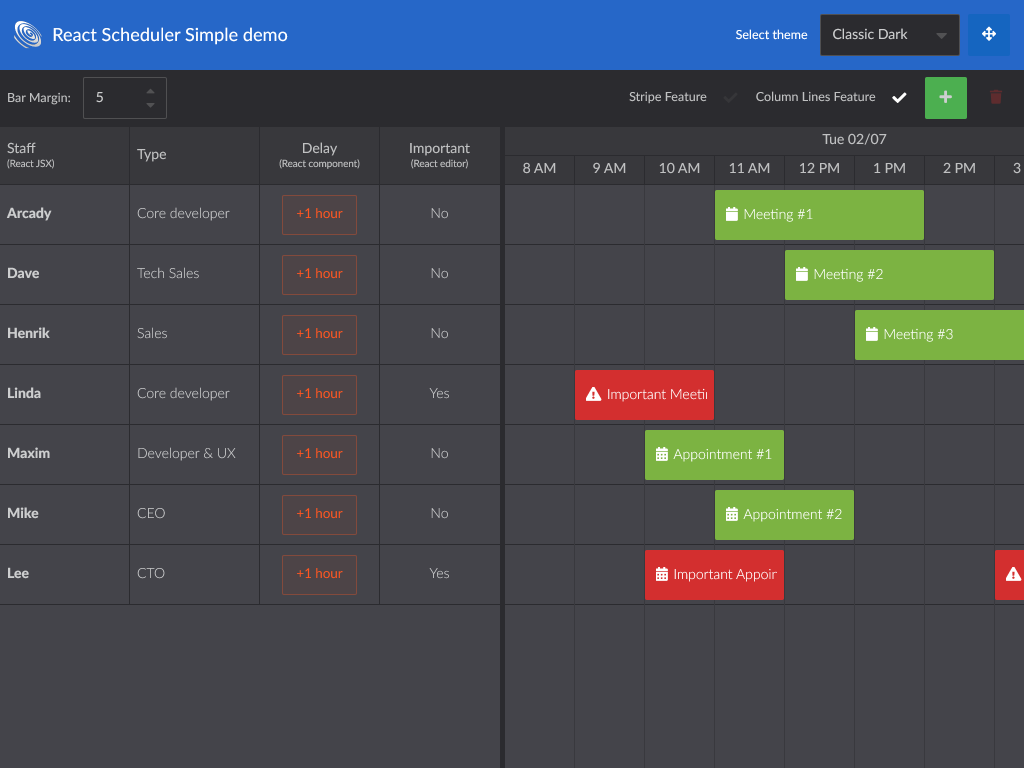 React Scheduler Simple demo
Select theme
Classic Dark
Bar Margin:
5
Stripe Feature
Column Lines Feature
Staff
(React JSX)
Type
Delay
(React component)
Important
(React editor)
Tue 02/07
8 AM
9 AM
10 AM
11 AM
12 PM
1 PM
2 PM
3
Arcady
Core developer
+1 hour
No
Meeting #1
Dave
Tech Sales
+1 hour
No
Meeting #2
Henrik
Sales
+1 hour
No
Meeting #3
Linda
Core developer
+1 hour
Yes
Important Meeti
Maxim
Developer & UX
+1 hour
No
Appointment #1
Mike
CEO
+1 hour
No
Appointment #2
Lee
CTO
+1 hour
Yes
Important Appoir